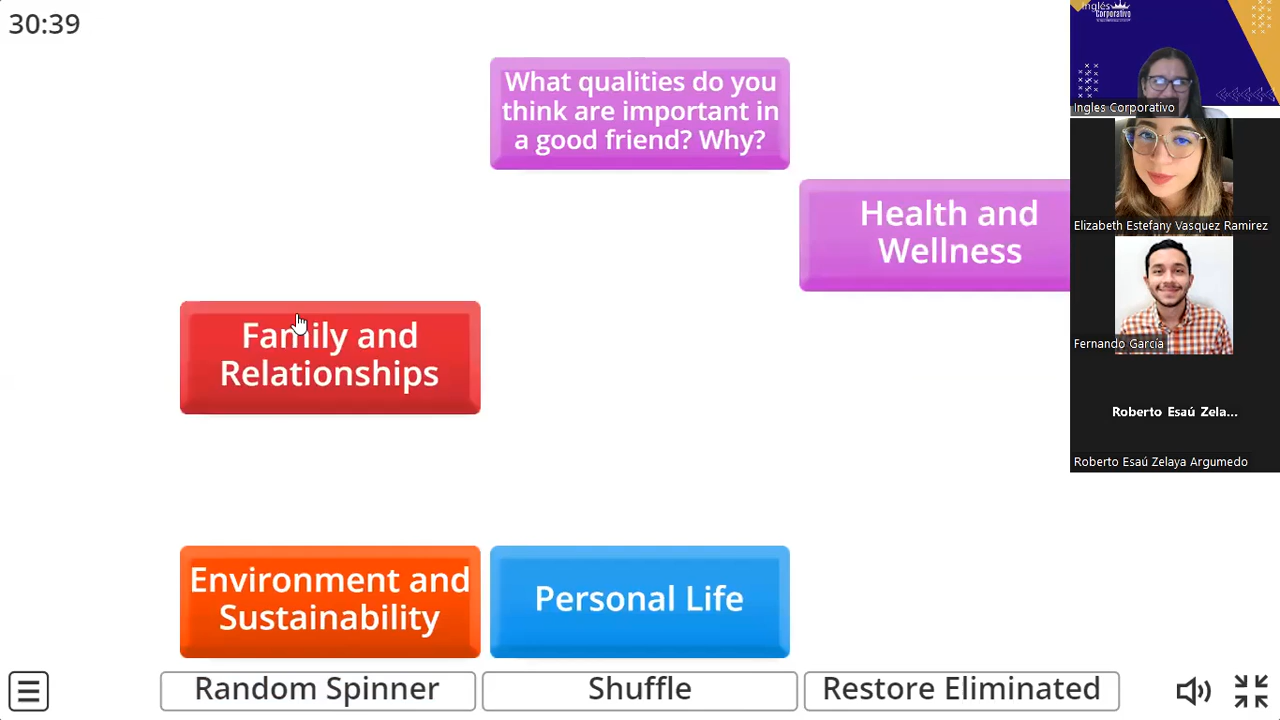 30:39
What qualities do you
think are important in
a good friend? Why?
Health and
Wellness
Family and
Relationships
Environment and
Sustainability
Personal Life
Random Spinner
Shuffle
Restore Eliminated
Inglés
Corporativo
Ingles Corporativo
Elizabeth Estefany Vasquez Ramirez
Fernando García
Roberto Esaú Zela...
Roberto Esaú Zelaya Argumedo